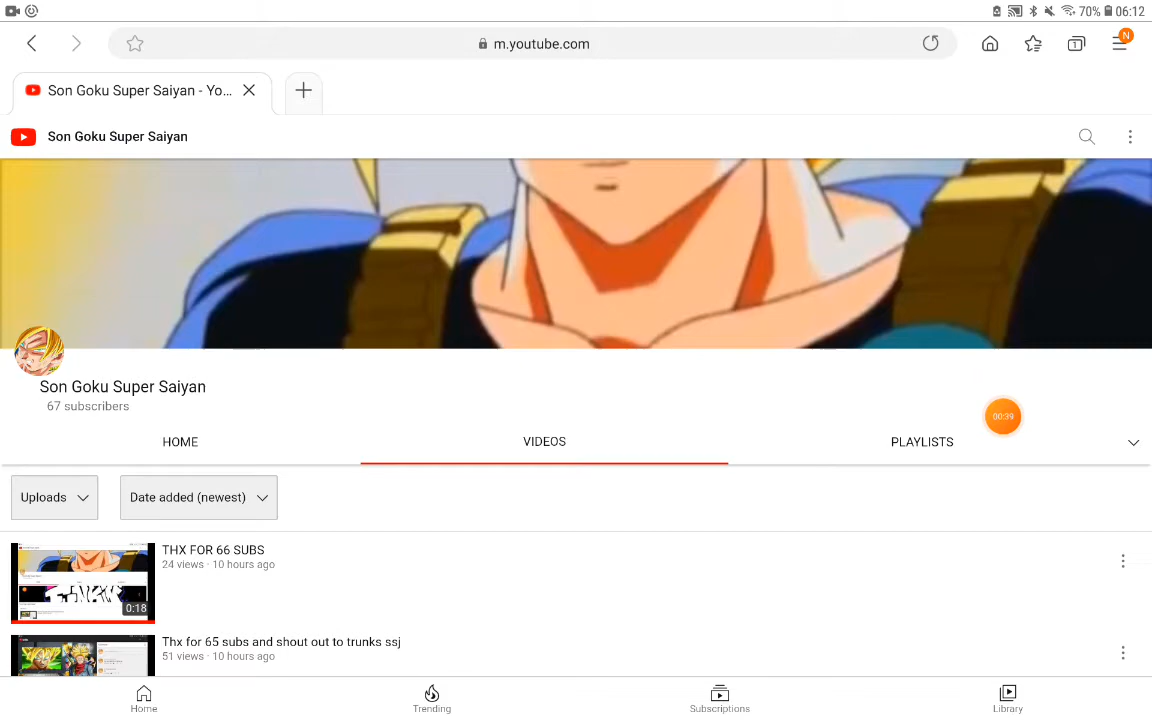 70% 06:12
m.youtube.com
1
N
Son Goku Super Saiyan - Yo...
Son Goku Super Saiyan
Son Goku Super Saiyan
67 subscribers
00:39
HOME VIDEOS PLAYLISTS
Uploads Date added (newest)
THX FOR 66 SUBS
24 views · 10 hours ago
0:18
Thx for 65 subs and shout out to trunks ssj
51 views · 10 hours ago
Home Trending Subscriptions Library